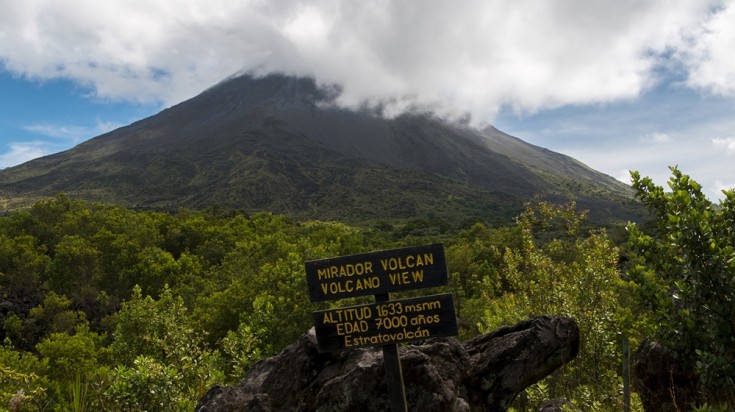 MIRADOR VOLCAN
VOLCANO VIEW
ALTITUD 1633 msnm
EDAD 7000 años
Estratovolcán